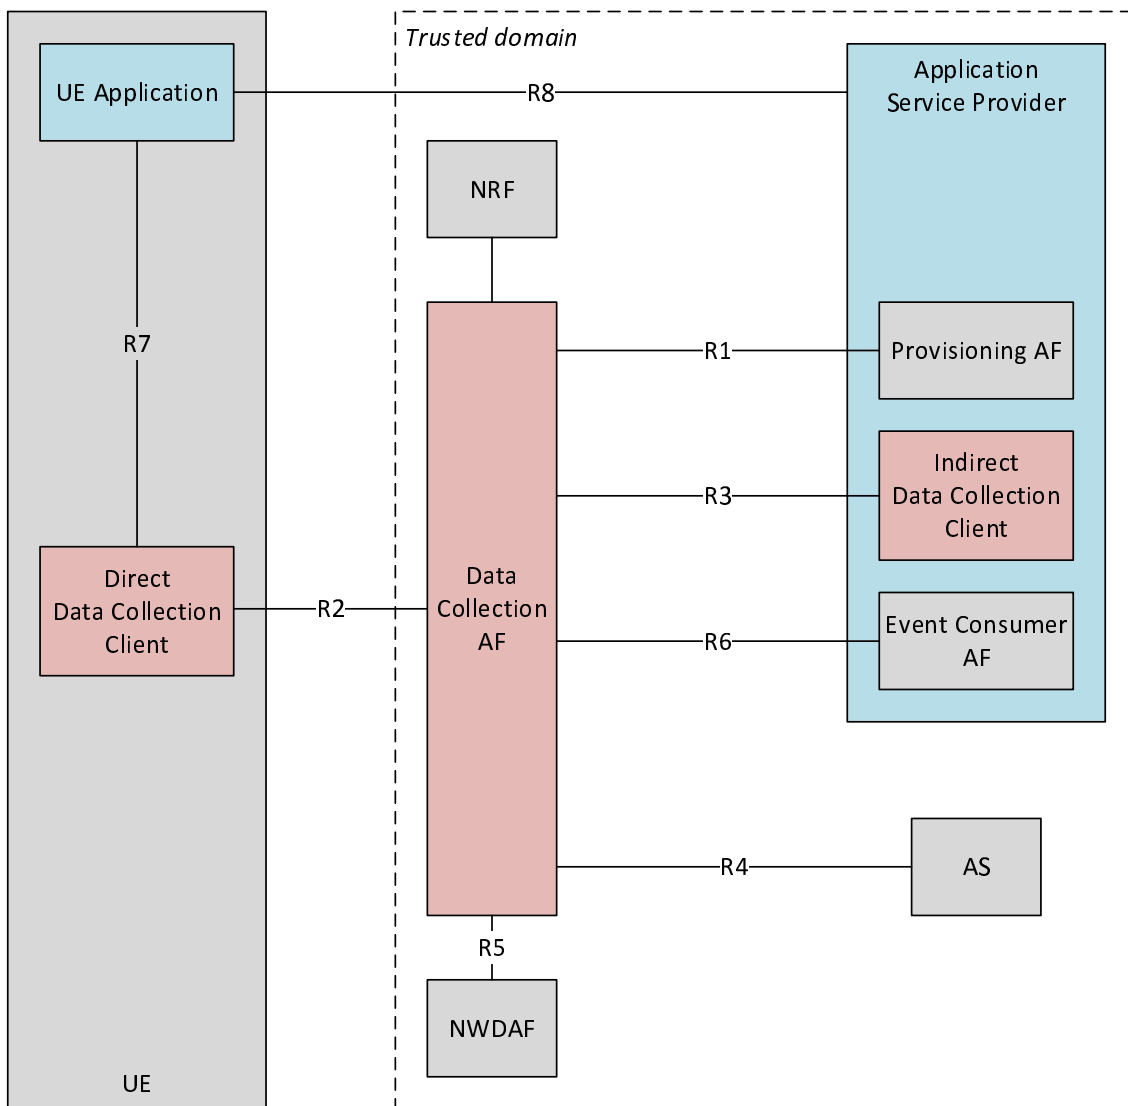 Trusted domain
UE Application
R8
Application
Service Provider
NRF
R7
R1
Provisioning AF
Indirect
Data Collection
Client
R3
Direct
Data Collection
Client
R2
Data
Collection
AF
R6
Event Consumer
AF
R4
AS
R5
NWDAF
UE